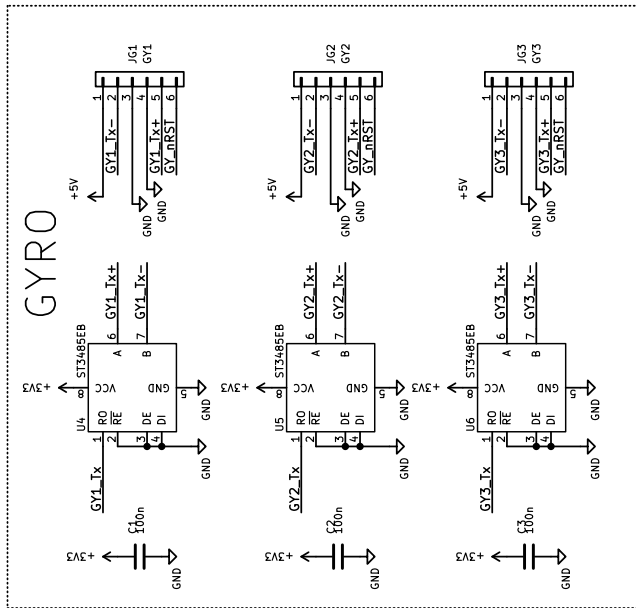 GYRO
JG1
GY1
1
2
3
4
5
6
GY1_Tx-
GY1_Tx+
GY_nRST
+5V
GND
GND
JG2
GY2
1
2
3
4
5
6
GY2_Tx-
GY2_Tx+
GY_nRST
+5V
GND
GND
JG3
GY3
1
2
3
4
5
6
GY3_Tx-
GY3_Tx+
GY_nRST
+5V
GND
GND
GY1_Tx+
GY1_Tx-
6
7
ST3485EB
A
B
+3V3
8
VCC
GND
5
GND
U4
RO
RE
DE
DI
1
2
3
4
GND
GY1_Tx
GY2_Tx+
GY2_Tx-
6
7
ST3485EB
A
B
+3V3
8
VCC
GND
5
GND
U5
RO
RE
DE
DI
1
2
3
4
GND
GY2_Tx
GY3_Tx+
GY3_Tx-
6
7
ST3485EB
A
B
+3V3
8
VCC
GND
5
GND
U6
RO
RE
DE
DI
1
2
3
4
GND
GY3_Tx
C1
100n
+3V3
GND
C2
100n
+3V3
GND
C3
100n
+3V3
GND